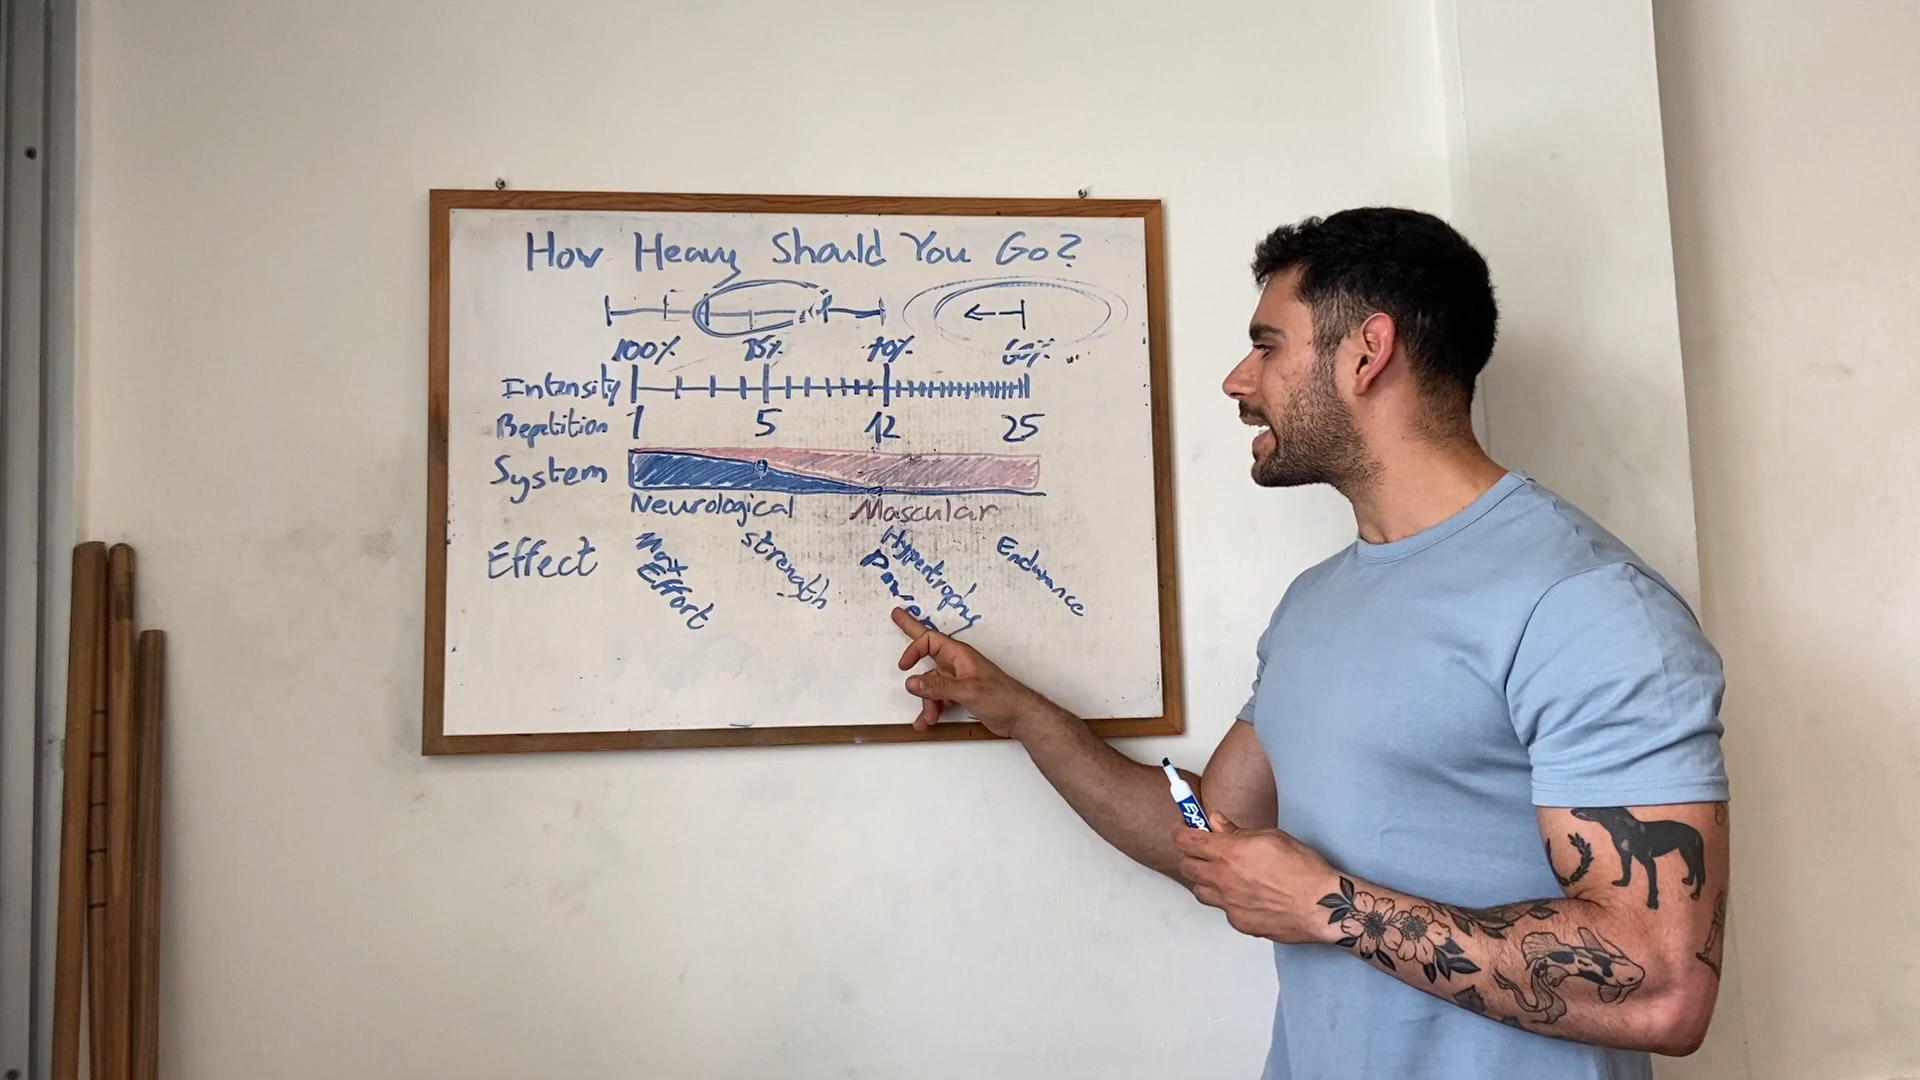 How Heavy Should You Go?
100% 85% 70% 60%
Intensity
Repetition 1 5 12 25
System
Neurological Muscular
Effect Max Effort strength Hypertrophy Power Endurance
EXPO